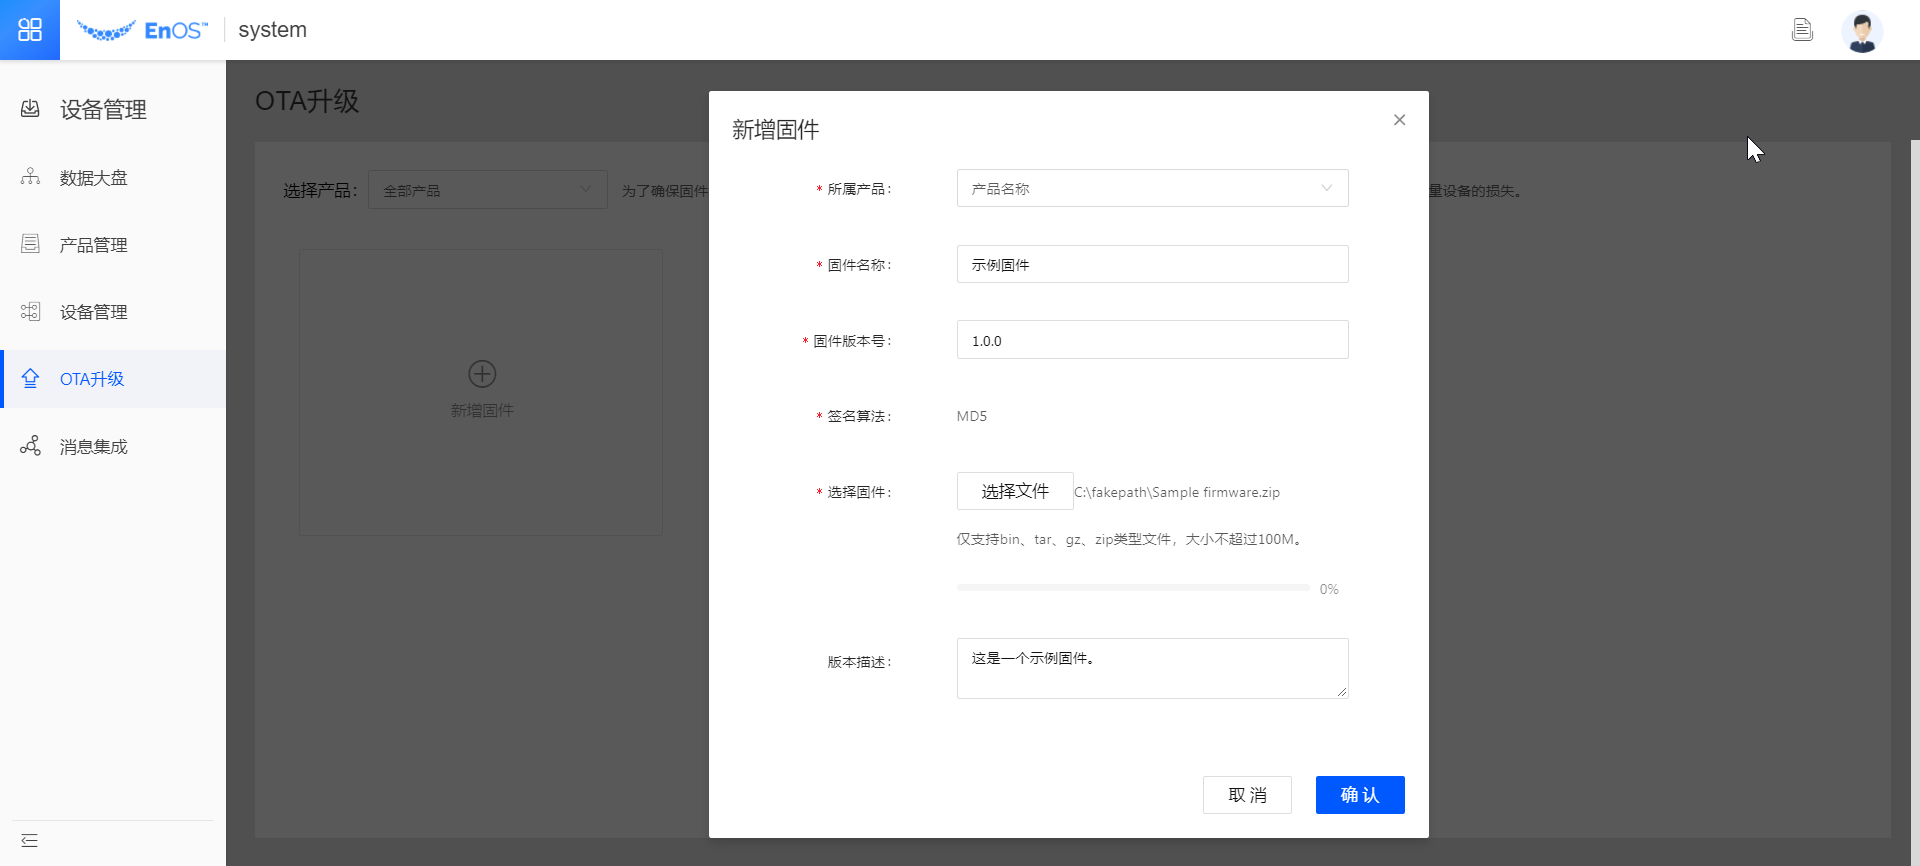 EnOS™ system
设备管理
数据大盘
产品管理
设备管理
OTA升级
消息集成
OTA升级
选择产品： 全部产品 为了确保固件
量设备的损失。
新增固件
新增固件
* 所属产品： 产品名称
* 固件名称： 示例固件
* 固件版本号： 1.0.0
* 签名算法： MD5
* 选择固件： 选择文件 C:\fakepath\Sample firmware.zip
仅支持bin、tar、gz、zip类型文件，大小不超过100M。
0%
版本描述： 这是一个示例固件。
取 消 确 认